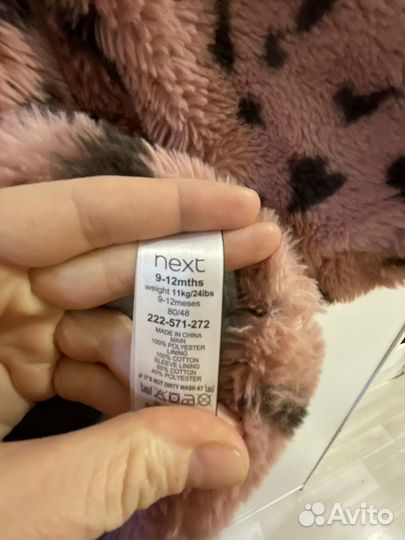 next
9-12mths
weight 11kg/24lbs
9-12meses
80/48
222-571-272
MADE IN CHINA
MAIN
100% POLYESTER
LINING
100% COTTON
SLEEVE LINING
60% COTTON
40% POLYESTER
IF IT'S NOT DIRTY WASH AT
Avito